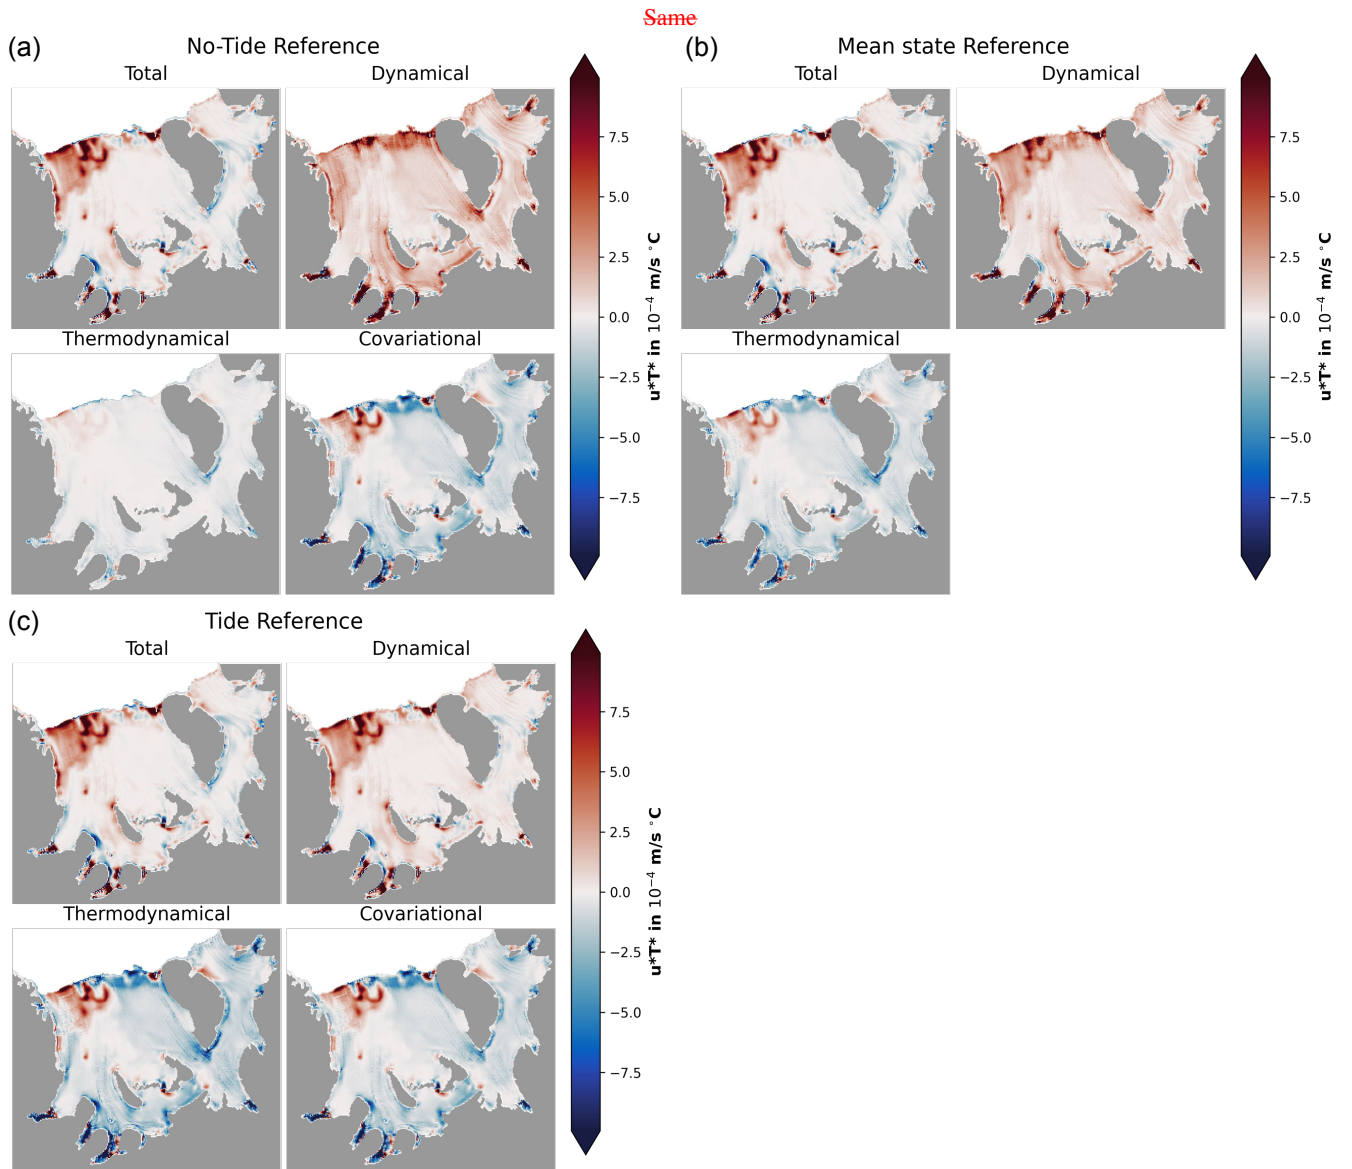 Same
(a)
No-Tide Reference
Total
Dynamical
Thermodynamical
Covariational
7.5
5.0
2.5
0.0
−2.5
−5.0
−7.5
u*T* in 10⁻⁴ m/s °C
(b)
Mean state Reference
Total
Dynamical
Thermodynamical
7.5
5.0
2.5
0.0
−2.5
−5.0
−7.5
u*T* in 10⁻⁴ m/s °C
(c)
Tide Reference
Total
Dynamical
Thermodynamical
Covariational
7.5
5.0
2.5
0.0
−2.5
−5.0
−7.5
u*T* in 10⁻⁴ m/s °C